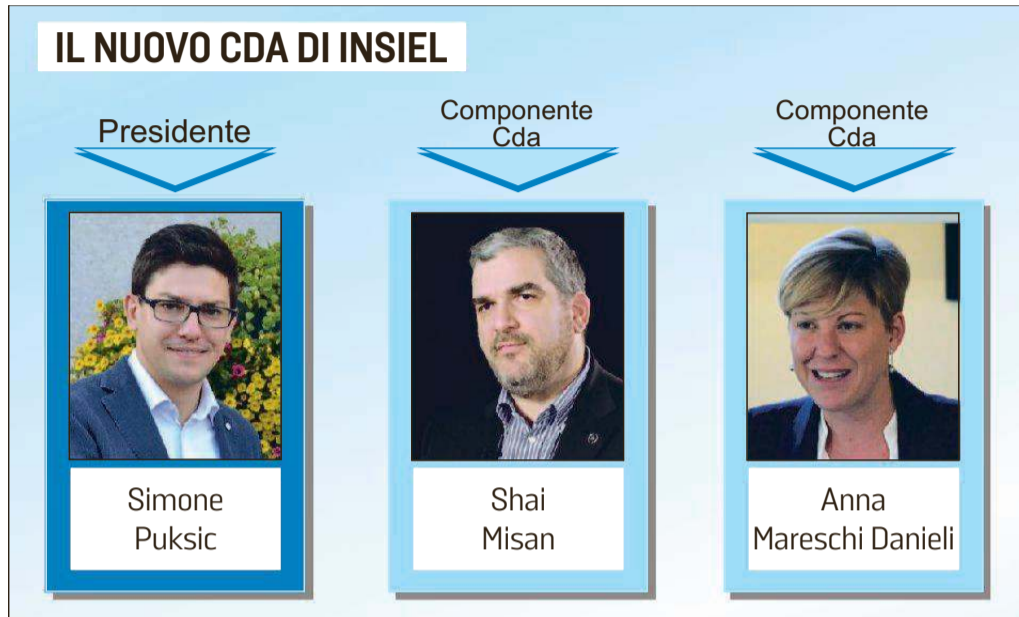 IL NUOVO CDA DI INSIEL
Presidente
Componente
Cda
Componente
Cda
Simone
Puksic
Shai
Misan
Anna
Mareschi Danieli